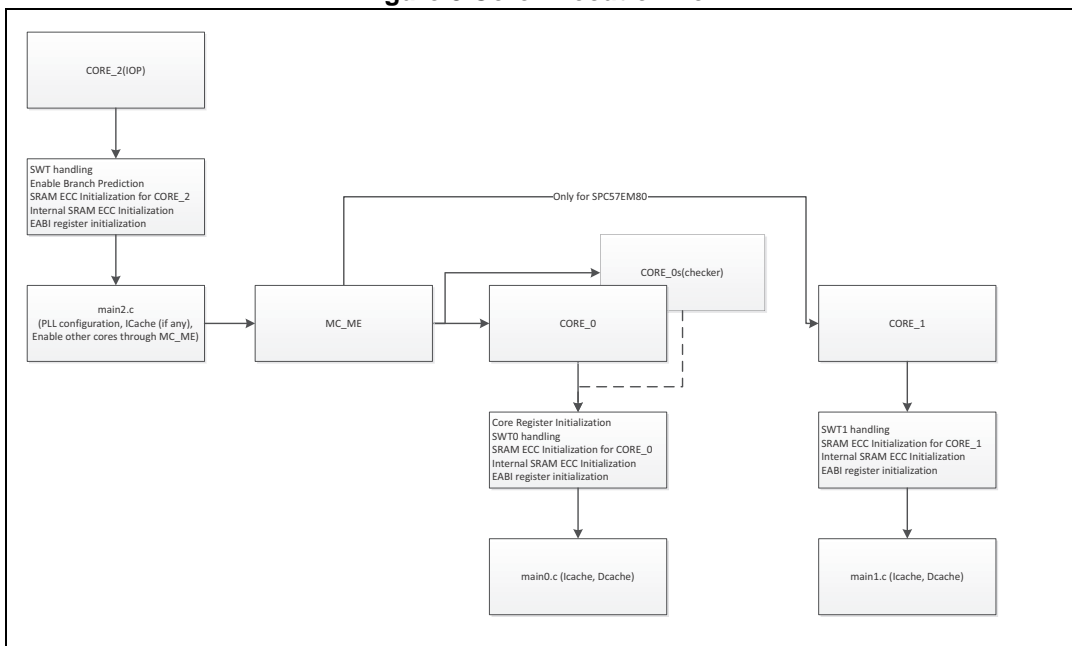 CORE_2(IOP)
SWT handling
Enable Branch Prediction
SRAM ECC Initialization for CORE_2
Internal SRAM ECC Initialization
EABI register initialization
Only for SPC57EM80
CORE_0s(checker)
main2.c
(PLL configuration, ICache (if any),
Enable other cores through MC_ME)
MC_ME
CORE_0
CORE_1
Core Register Initialization
SWT0 handling
SRAM ECC Initialization for CORE_0
Internal SRAM ECC Initialization
EABI register initialization
SWT1 handling
SRAM ECC Initialization for CORE_1
Internal SRAM ECC Initialization
EABI register initialization
main0.c (Icache, Dcache)
main1.c (Icache, Dcache)